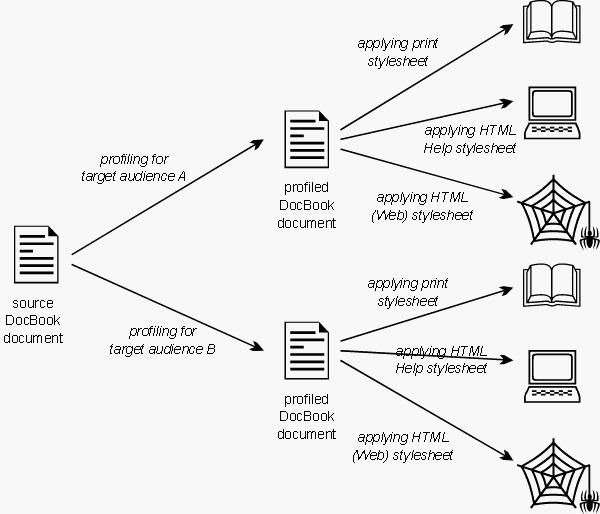 applying print
stylesheet
applying HTML
Help stylesheet
profiling for
target audience A
profiled
DocBook
document
applying HTML
(Web) stylesheet
source
DocBook
document
applying print
stylesheet
profiling for
target audience B
applying HTML
Help stylesheet
profiled
DocBook
document
applying HTML
(Web) stylesheet